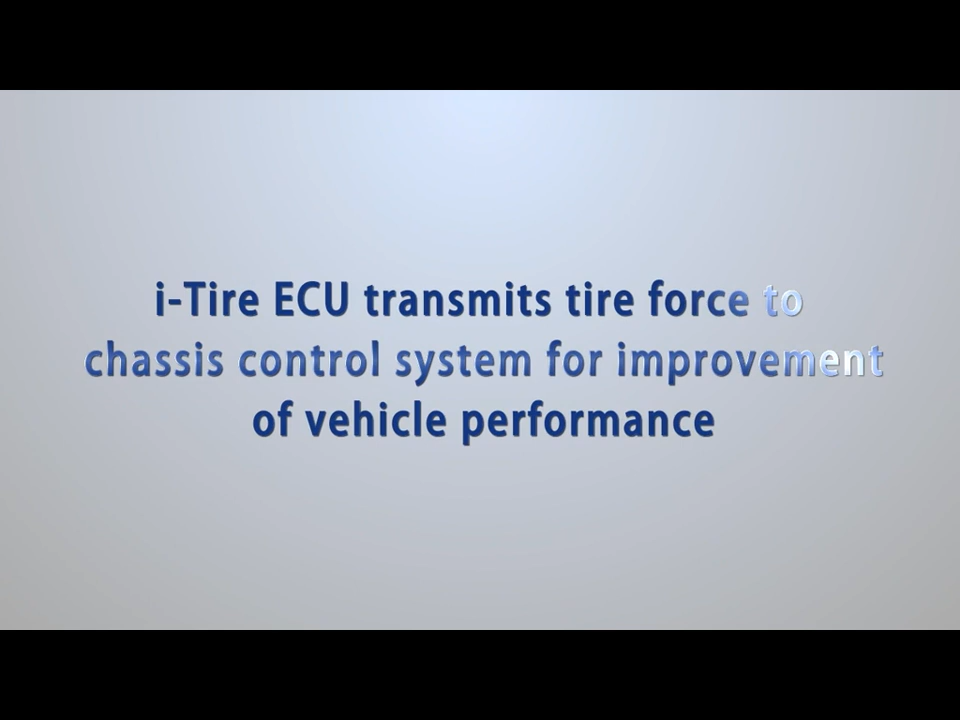 i-Tire ECU transmits tire force to
chassis control system for improvement
of vehicle performance